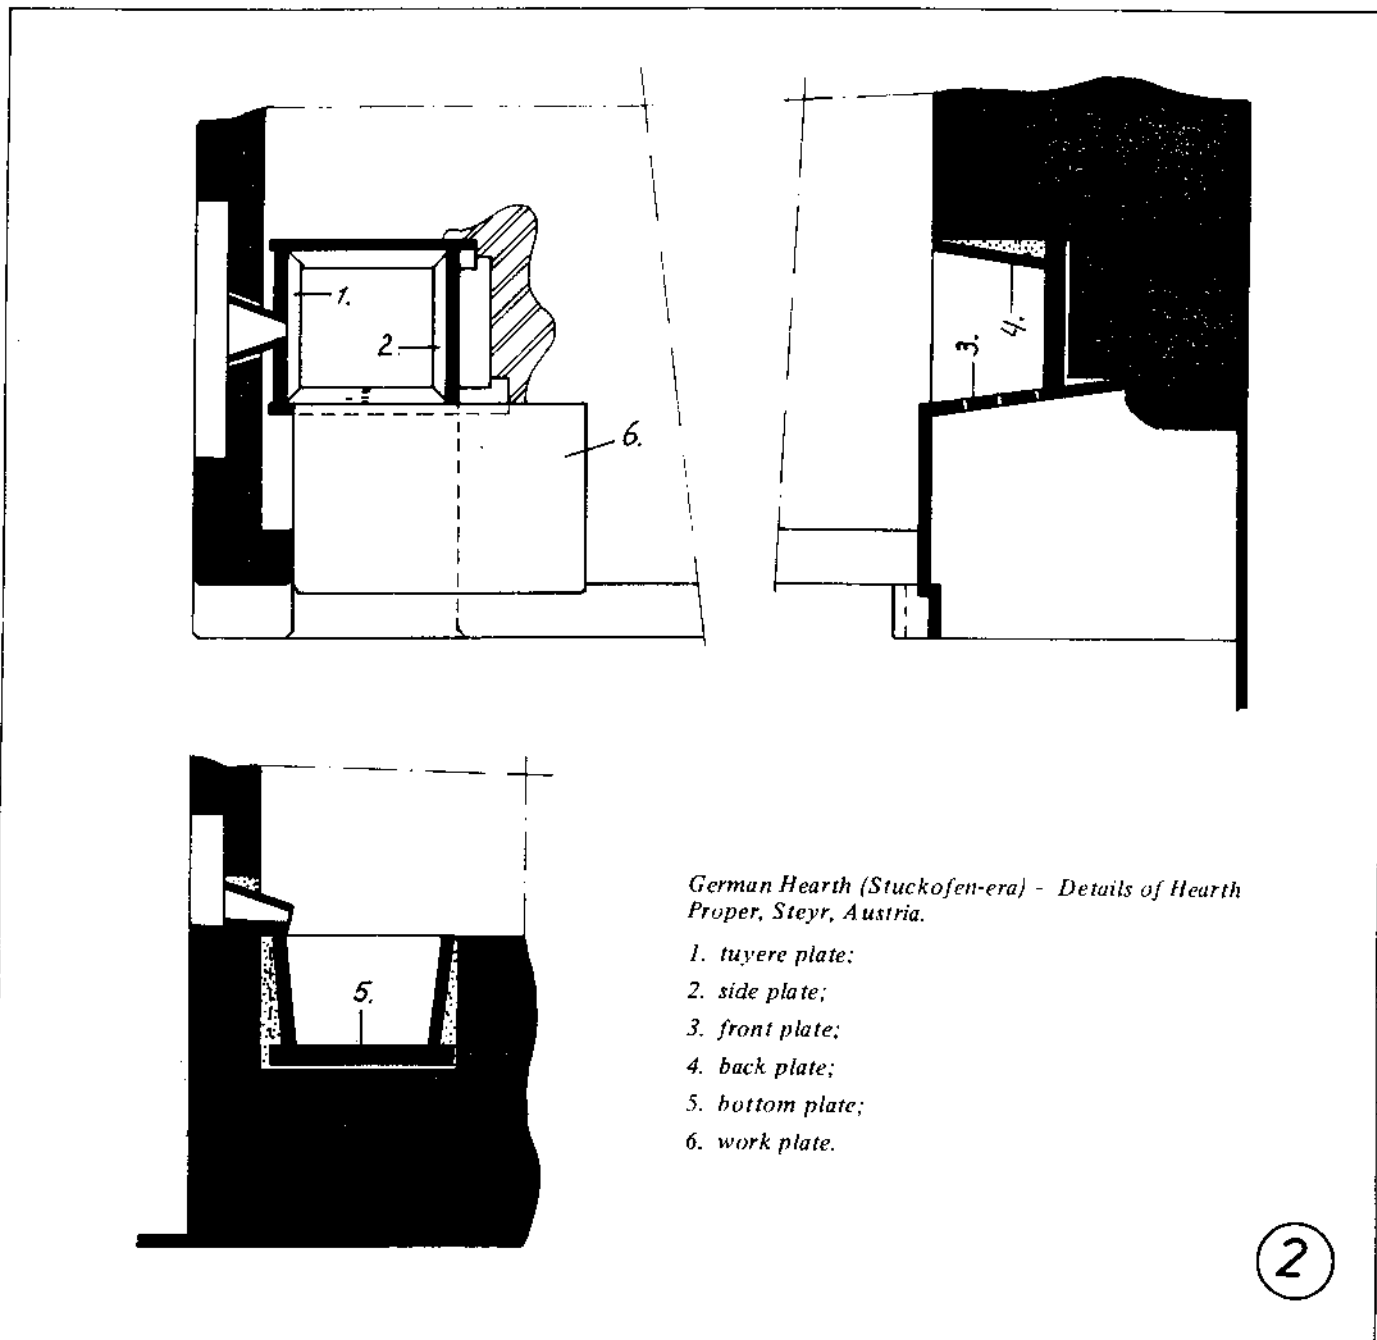 1.
2.
6.
3.
4.
5.
German Hearth (Stuckofen-era) - Details of Hearth
Proper, Steyr, Austria.
1. tuyere plate;
2. side plate;
3. front plate;
4. back plate;
5. bottom plate;
6. work plate.
2